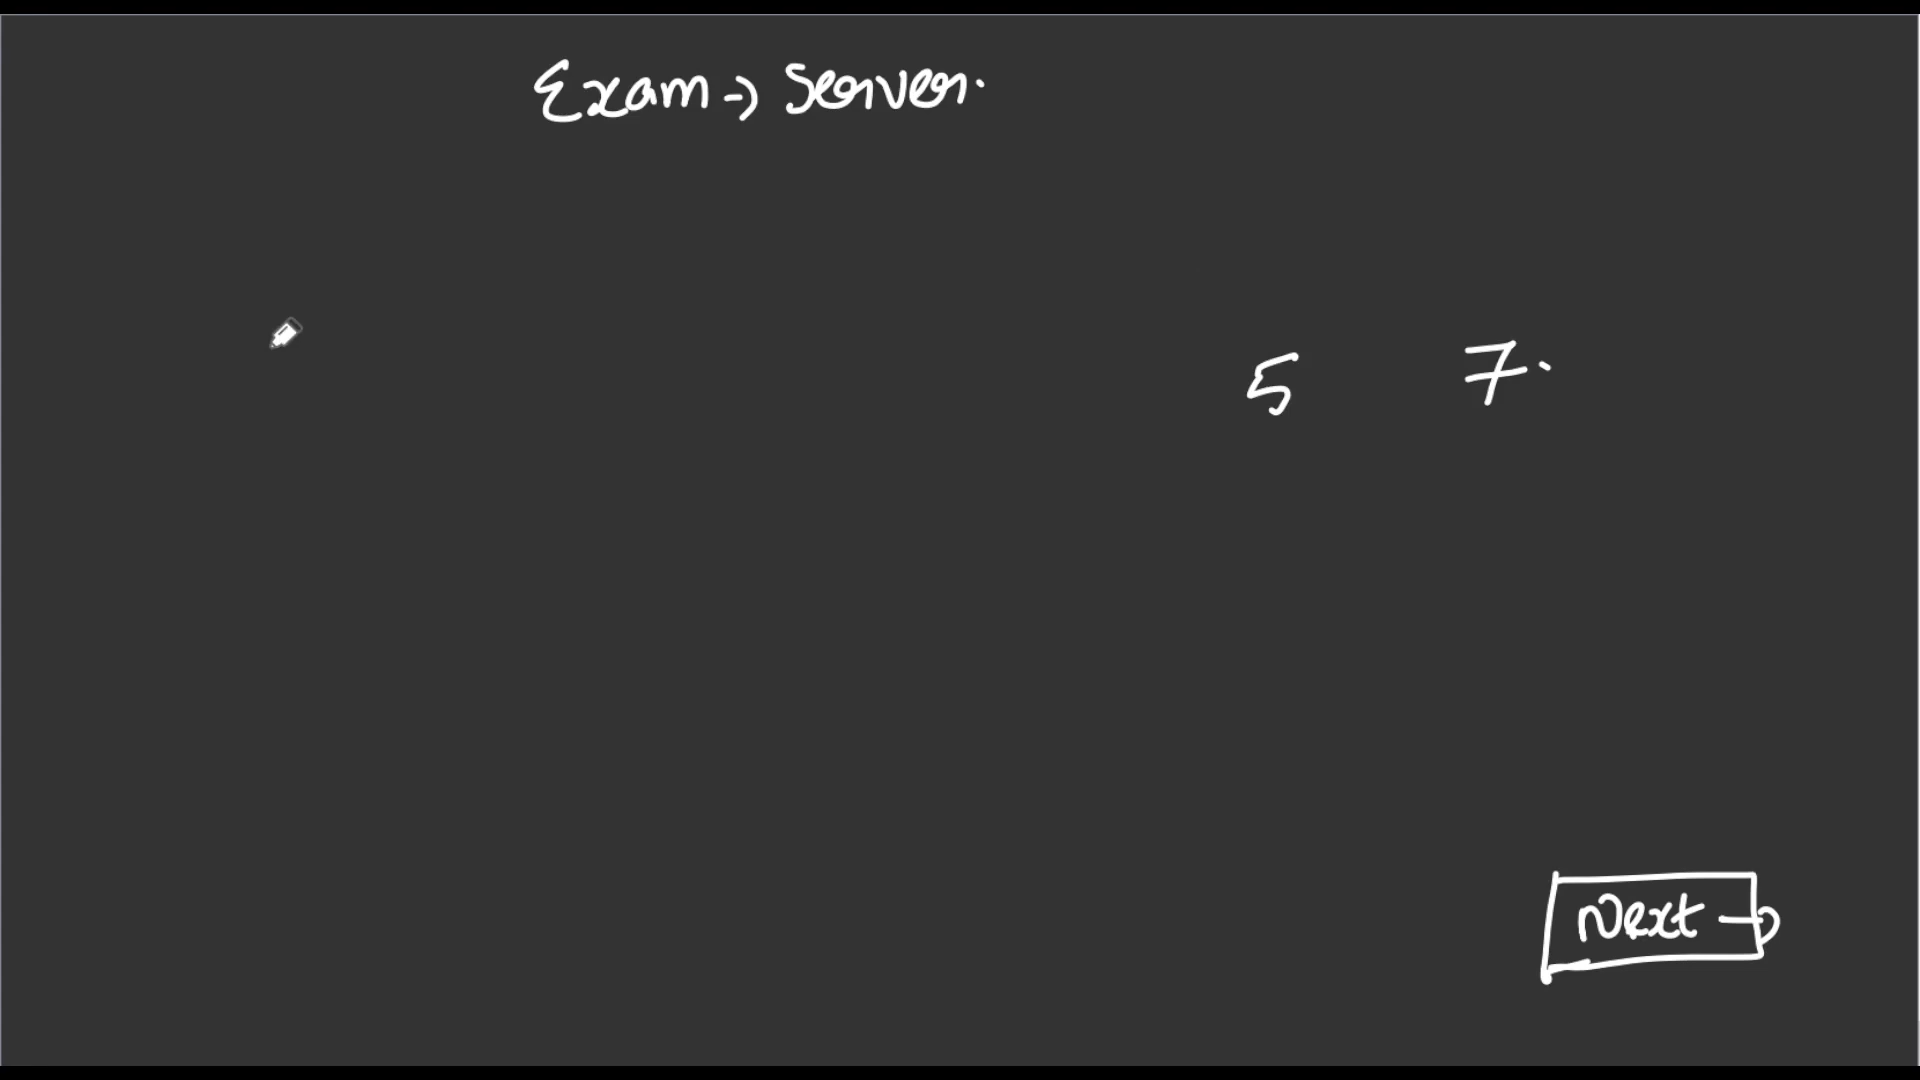 Exam → Server.
5 7.
Next →